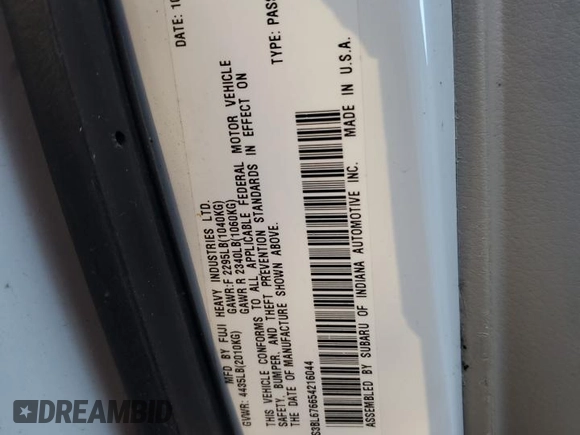 MFD BY FUJI HEAVY INDUSTRIES LTD. DATE: 10
GVWR: 4435LB(2010KG) GAWR:F 2295LB(1040KG)
GAWR R 2340LB(1060KG)
THIS VEHICLE CONFORMS TO ALL APPLICABLE FEDERAL MOTOR VEHICLE
SAFETY, BUMPER, AND THEFT PREVENTION STANDARDS IN EFFECT ON
THE DATE OF MANUFACTURE SHOWN ABOVE.
S3BL676654216044 TYPE: PASS
ASSEMBLED BY SUBARU OF INDIANA AUTOMOTIVE INC. MADE IN U.S.A.
DREAMBID